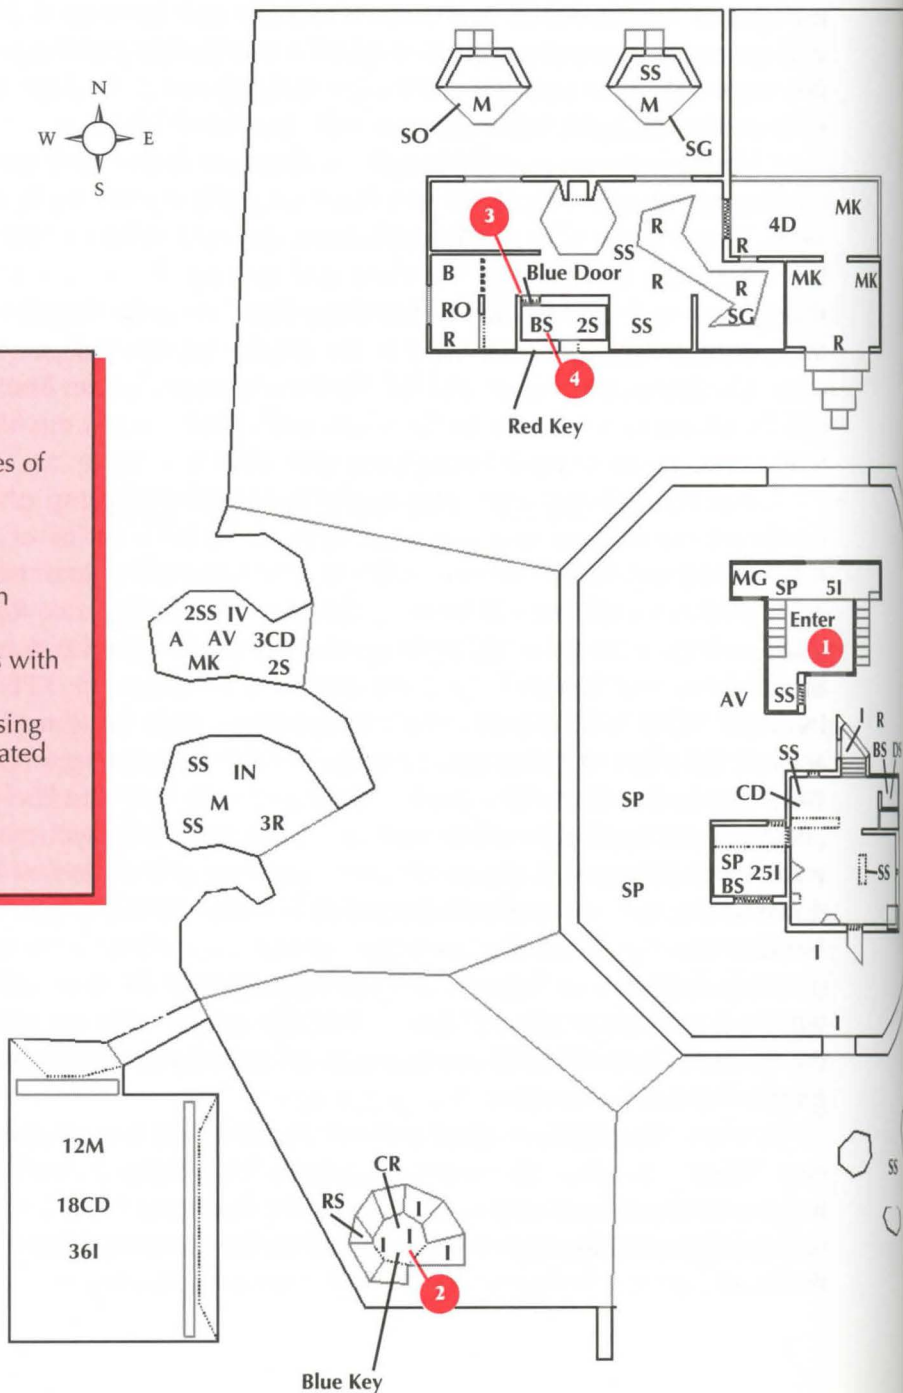 N
W E
S
SS
M M
SO
SG
3
4D MK
R
R
SS
B
Blue Door
R
MK MK
RO
R
SG
BS 2S SS
R
R
4
Red Key
es of
n
s with
sing
ated
MG SP 5I
Enter
1
2SS IV
A AV 3CD
MK 2S
SS
AV
I R
SS
BS DS
CD
SS IN
M
SS 3R
SP
SP
25I
BS
SS
SP
I
I
12M
SS
CR
RS
I
18CD
I I I
36I
2
Blue Key